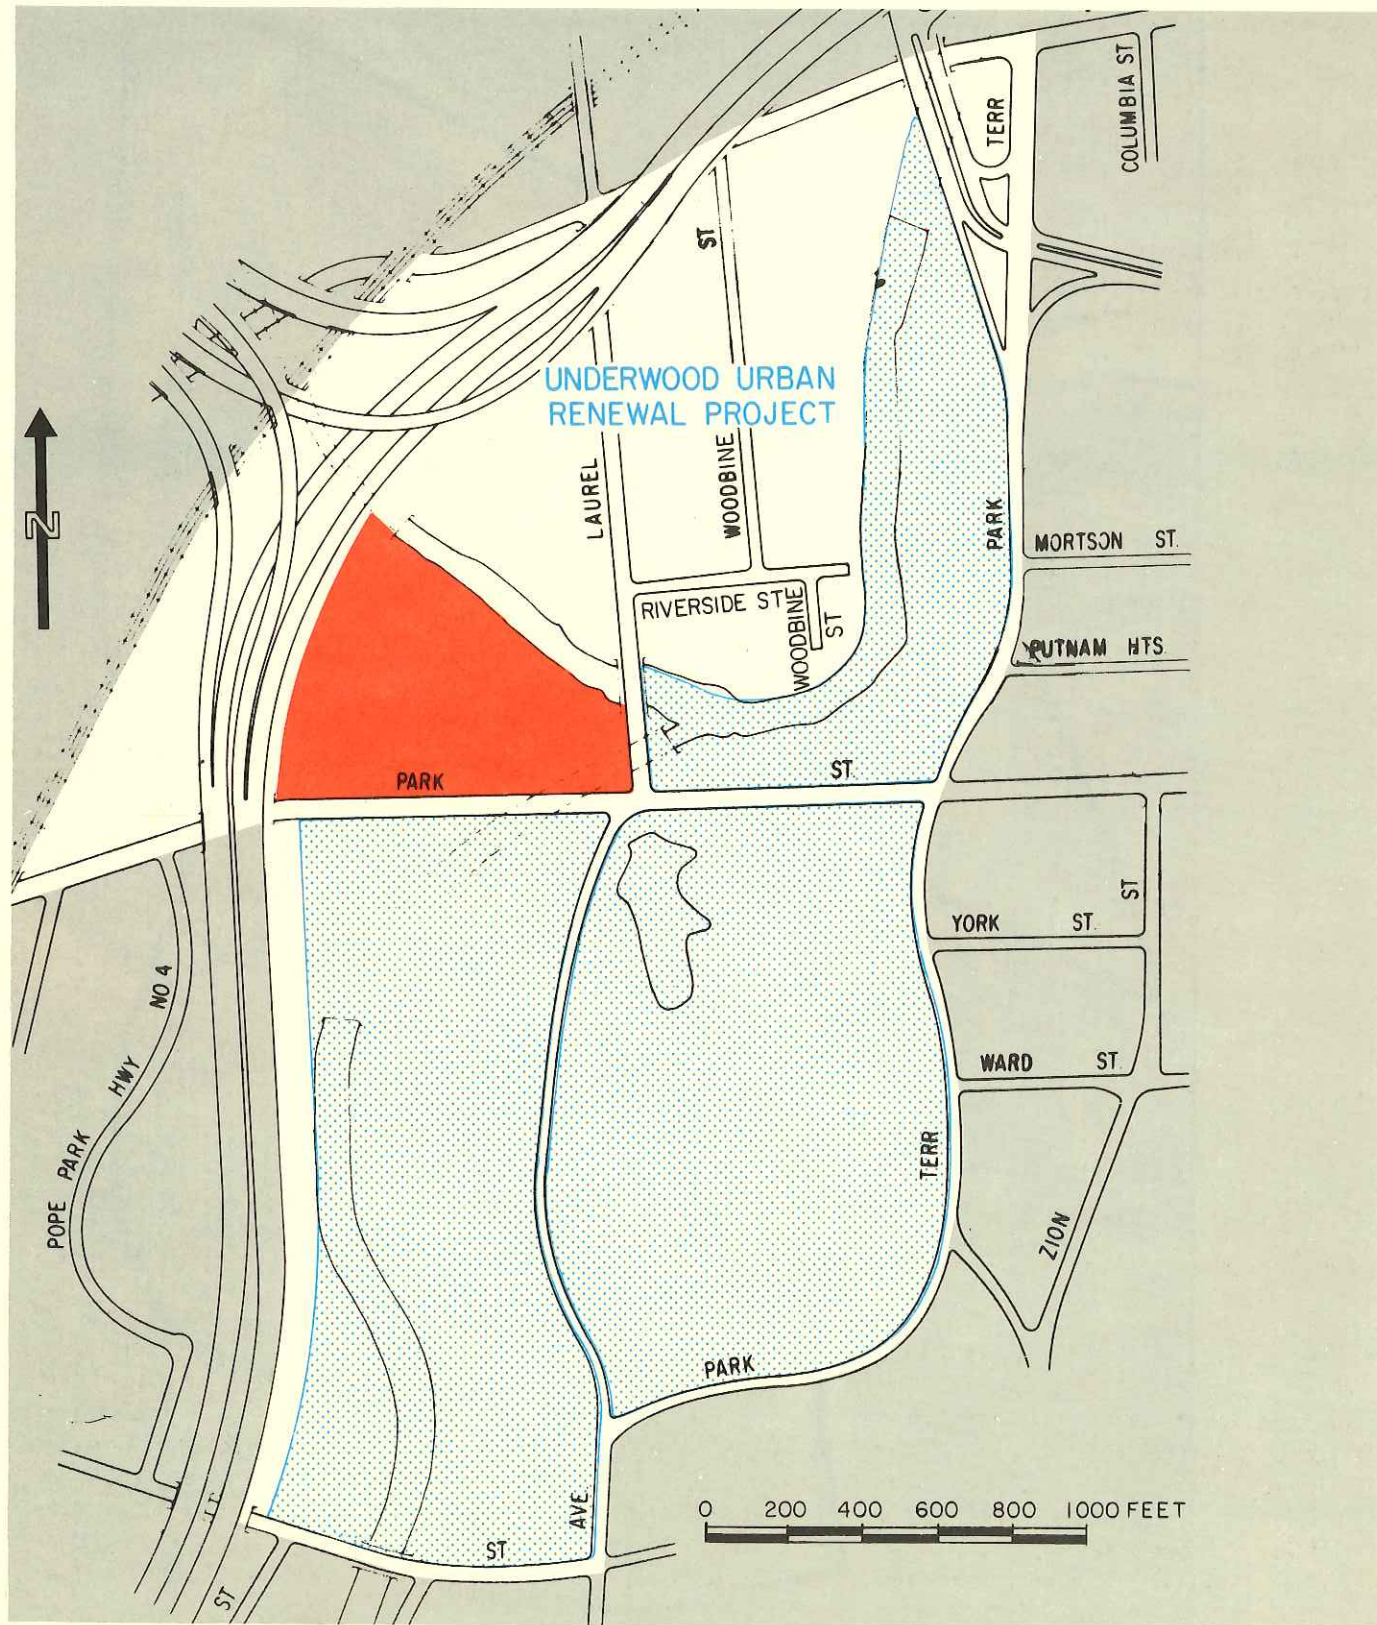 COLUMBIA ST
TERR
ST
UNDERWOOD URBAN
RENEWAL PROJECT
LAUREL
WOODBINE
PARK
N
MORTSON ST.
RIVERSIDE ST
WOODBINE
ST
PUTNAM HTS
PARK
ST.
YORK ST.
ST
NO 4
HWY
PARK
POPE
WARD ST.
TERR
ZION
PARK
AVE
ST
ST
0 200 400 600 800 1000 FEET